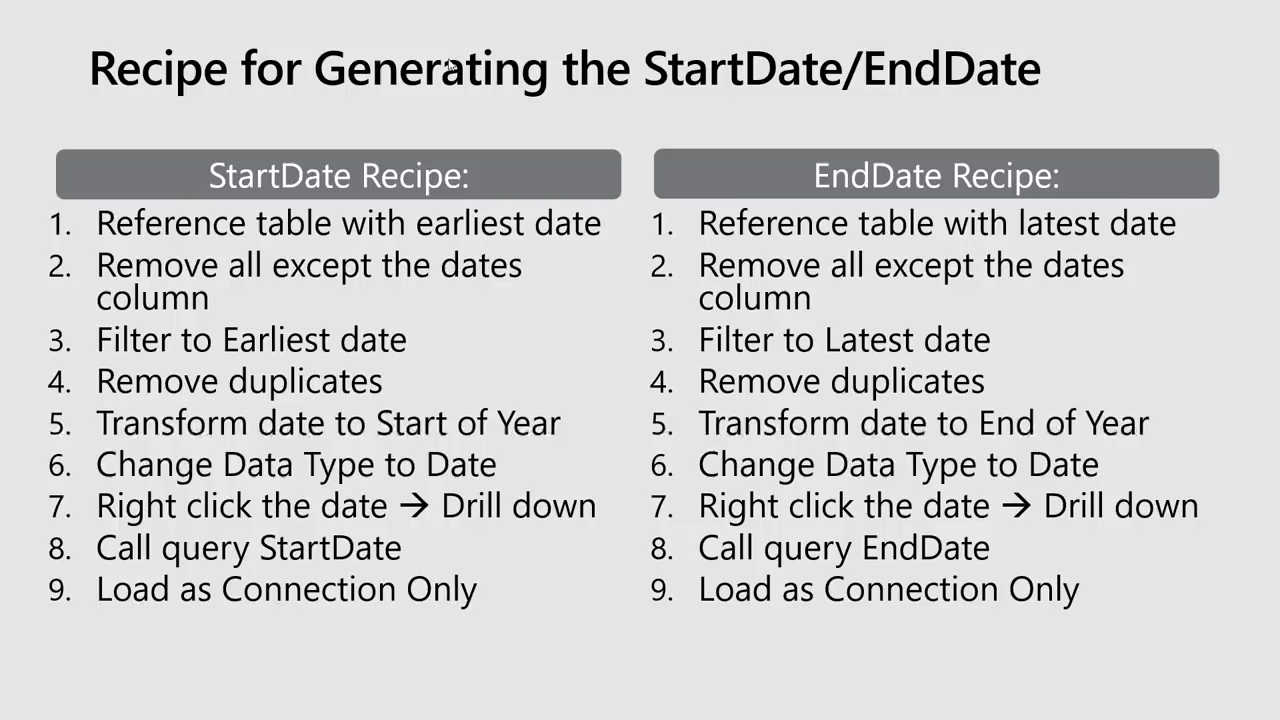 Recipe for Generating the StartDate/EndDate
StartDate Recipe:
1. Reference table with earliest date
2. Remove all except the dates
column
3. Filter to Earliest date
4. Remove duplicates
5. Transform date to Start of Year
6. Change Data Type to Date
7. Right click the date → Drill down
8. Call query StartDate
9. Load as Connection Only
EndDate Recipe:
1. Reference table with latest date
2. Remove all except the dates
column
3. Filter to Latest date
4. Remove duplicates
5. Transform date to End of Year
6. Change Data Type to Date
7. Right click the date → Drill down
8. Call query EndDate
9. Load as Connection Only